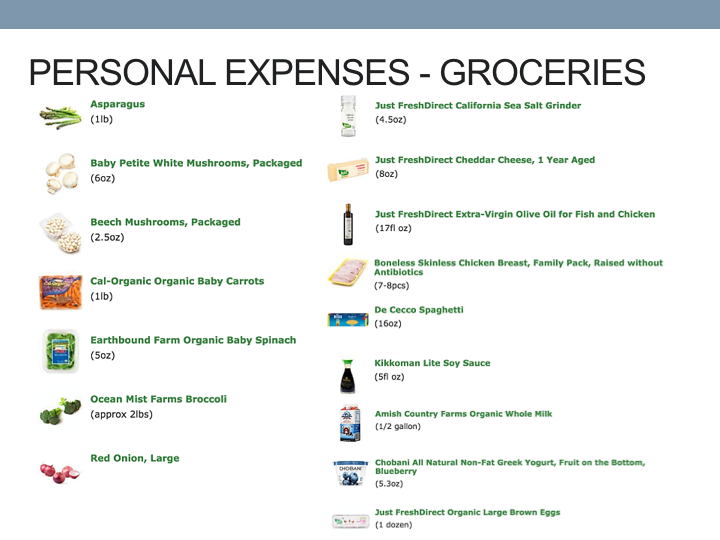 PERSONAL EXPENSES - GROCERIES
Asparagus
(1lb)
Baby Petite White Mushrooms, Packaged
(6oz)
Beech Mushrooms, Packaged
(2.5oz)
Cal-Organic Organic Baby Carrots
(1lb)
Earthbound Farm Organic Baby Spinach
(5oz)
Ocean Mist Farms Broccoli
(approx 2lbs)
Red Onion, Large
Just FreshDirect California Sea Salt Grinder
(4.5oz)
Just FreshDirect Cheddar Cheese, 1 Year Aged
(8oz)
Just FreshDirect Extra-Virgin Olive Oil for Fish and Chicken
(17fl oz)
Boneless Skinless Chicken Breast, Family Pack, Raised without
Antibiotics
(7-8pcs)
De Cecco Spaghetti
(16oz)
Kikkoman Lite Soy Sauce
(5fl oz)
Amish Country Farms Organic Whole Milk
(1/2 gallon)
Chobani All Natural Non-Fat Greek Yogurt, Fruit on the Bottom,
Blueberry
(5.3oz)
CHOBANI
Just FreshDirect Organic Large Brown Eggs
(1 dozen)